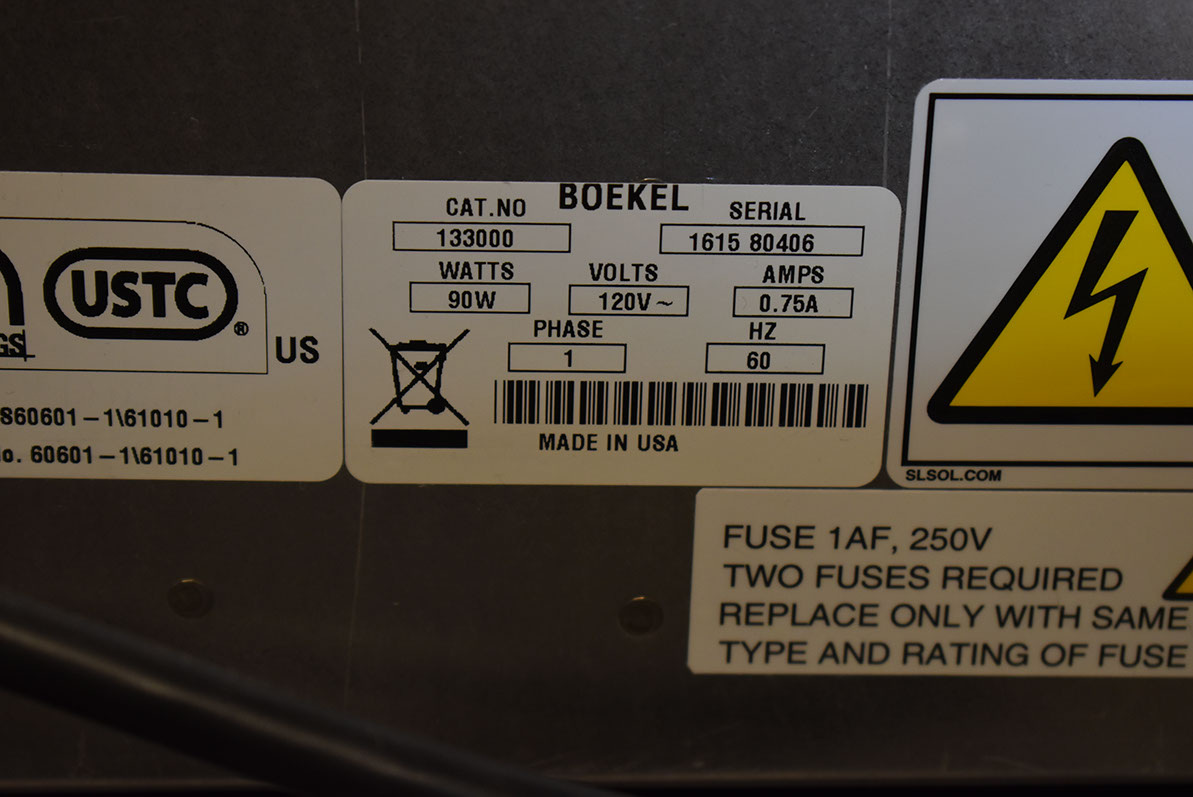 USTC
®
US
S60601-1\61010-1
o. 60601-1\61010-1
BOEKEL
CAT.NO SERIAL
133000 1615 80406
WATTS VOLTS AMPS
90W 120V~ 0.75A
PHASE HZ
1 60
MADE IN USA
SLSOL.COM
FUSE 1AF, 250V
TWO FUSES REQUIRED
REPLACE ONLY WITH SAME
TYPE AND RATING OF FUSE